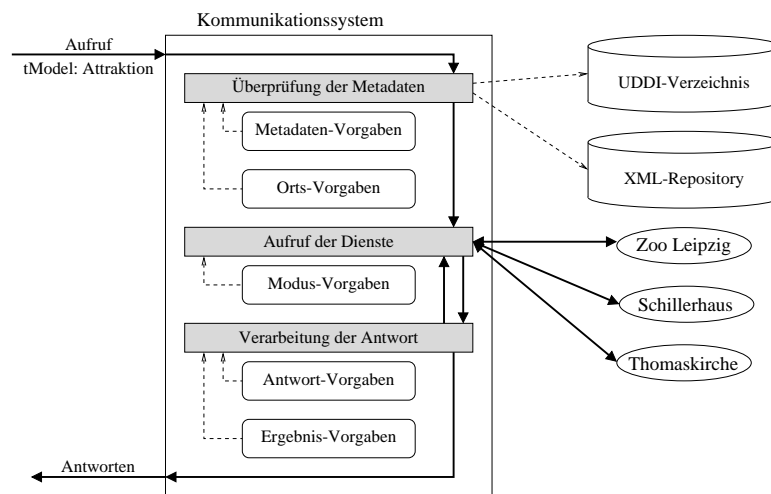 Kommunikationssystem
Aufruf
tModel: Attraktion
Überprüfung der Metadaten
UDDI-Verzeichnis
Metadaten-Vorgaben
Orts-Vorgaben
XML-Repository
Aufruf der Dienste
Zoo Leipzig
Modus-Vorgaben
Schillerhaus
Verarbeitung der Antwort
Thomaskirche
Antwort-Vorgaben
Ergebnis-Vorgaben
Antworten